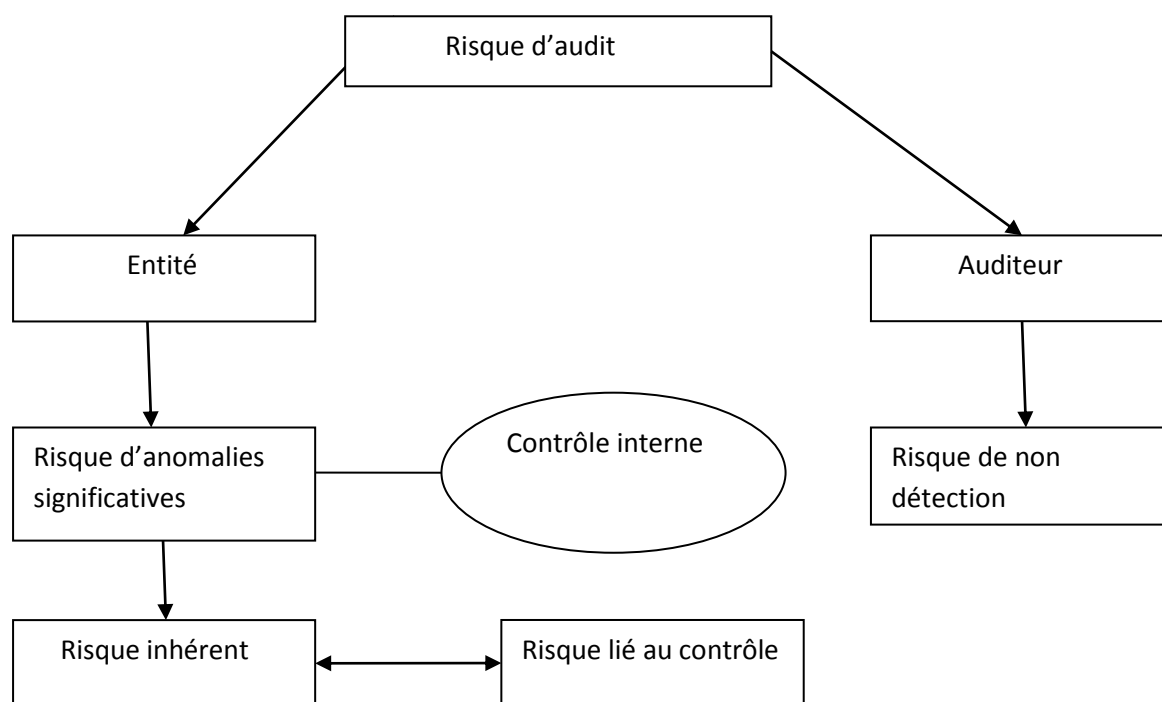 Risque d’audit
Entité
Auditeur
Risque d’anomalies
significatives
Contrôle interne
Risque de non
détection
Risque inhérent
Risque lié au contrôle